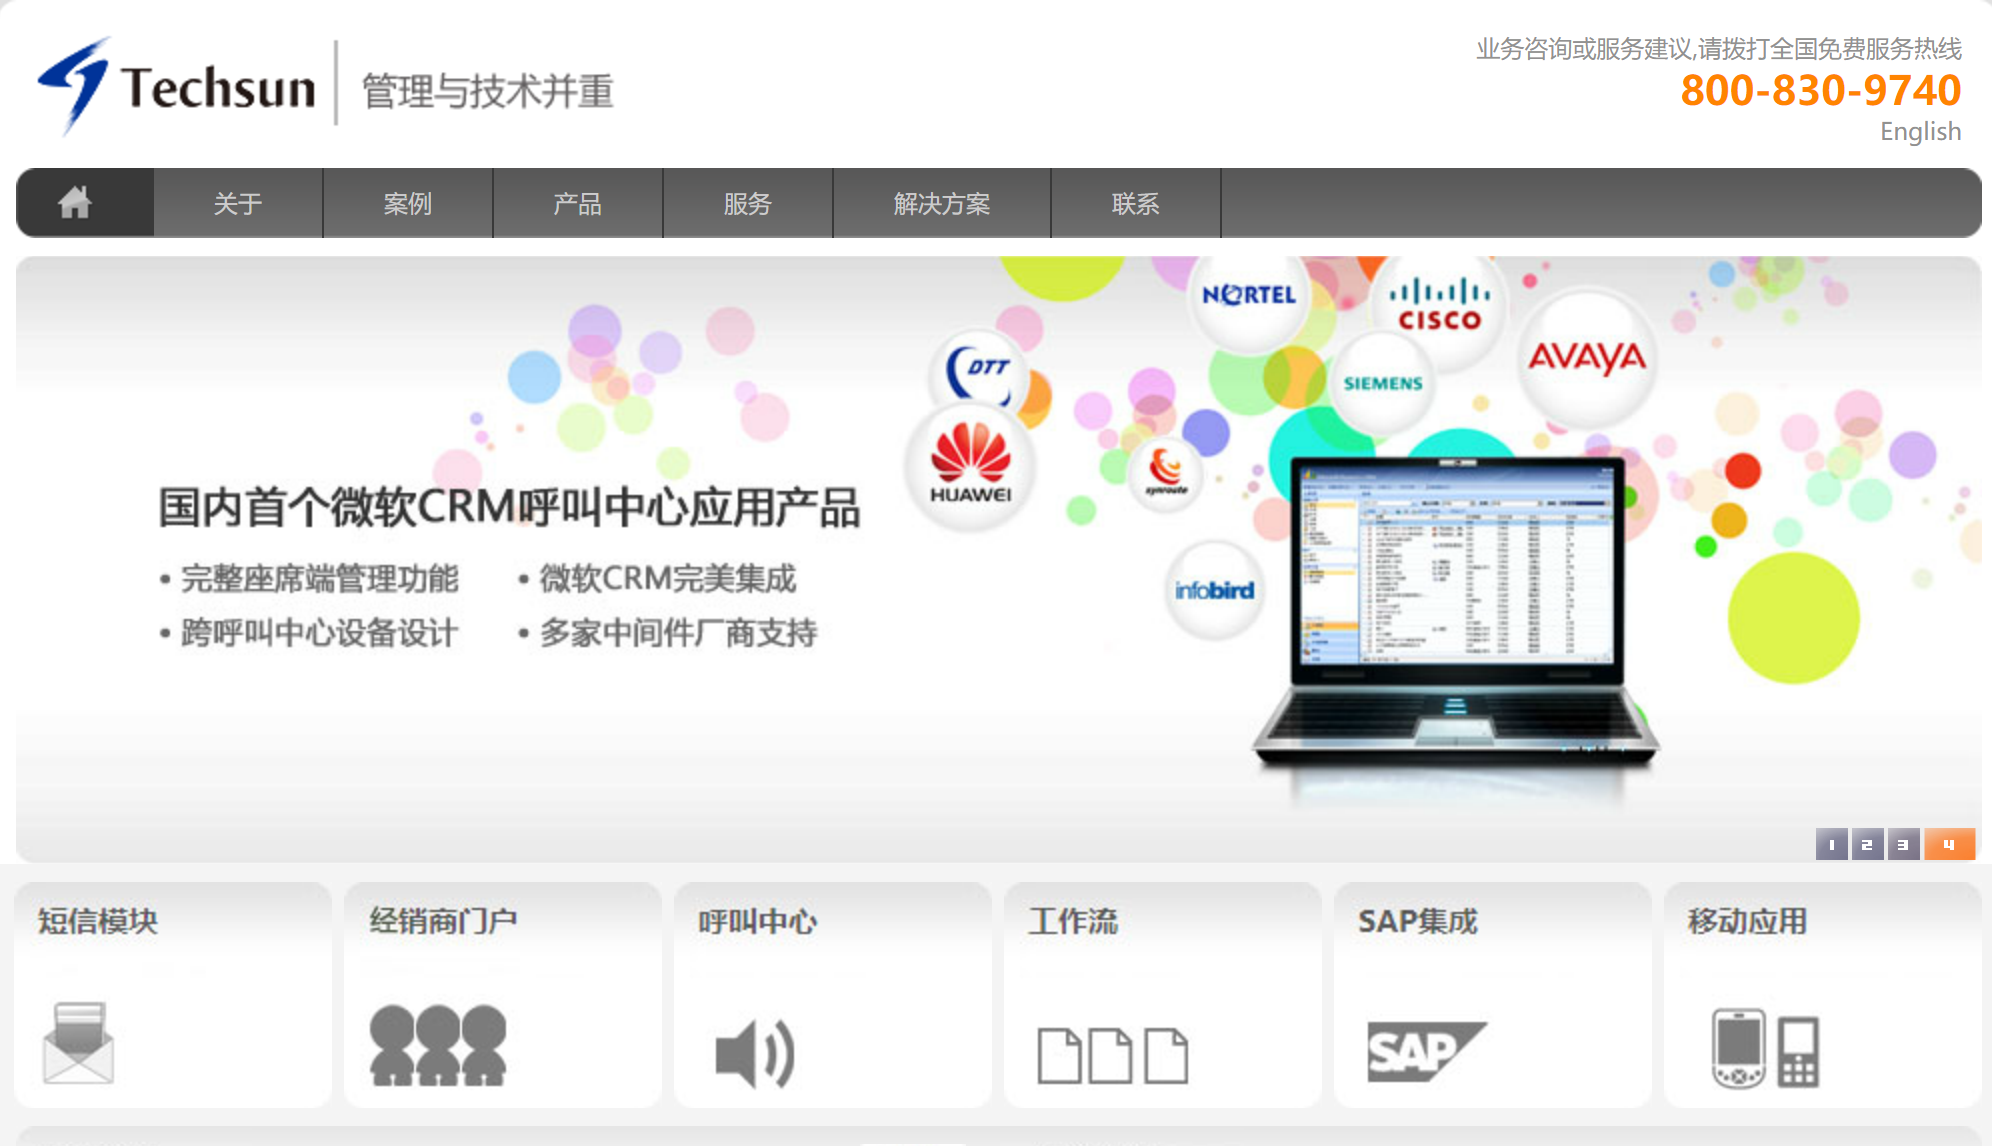 Techsun
管理与技术并重
业务咨询或服务建议,请拨打全国免费服务热线
800-830-9740
English
关于
案例
产品
服务
解决方案
联系
NORTEL
CISCO
AVAYA
SIEMENS
DTT
HUAWEI
synroute
infobird
国内首个微软CRM呼叫中心应用产品
• 完整座席端管理功能
• 微软CRM完美集成
• 跨呼叫中心设备设计
• 多家中间件厂商支持
1
2
3
4
短信模块
经销商门户
呼叫中心
工作流
SAP集成
移动应用
SAP